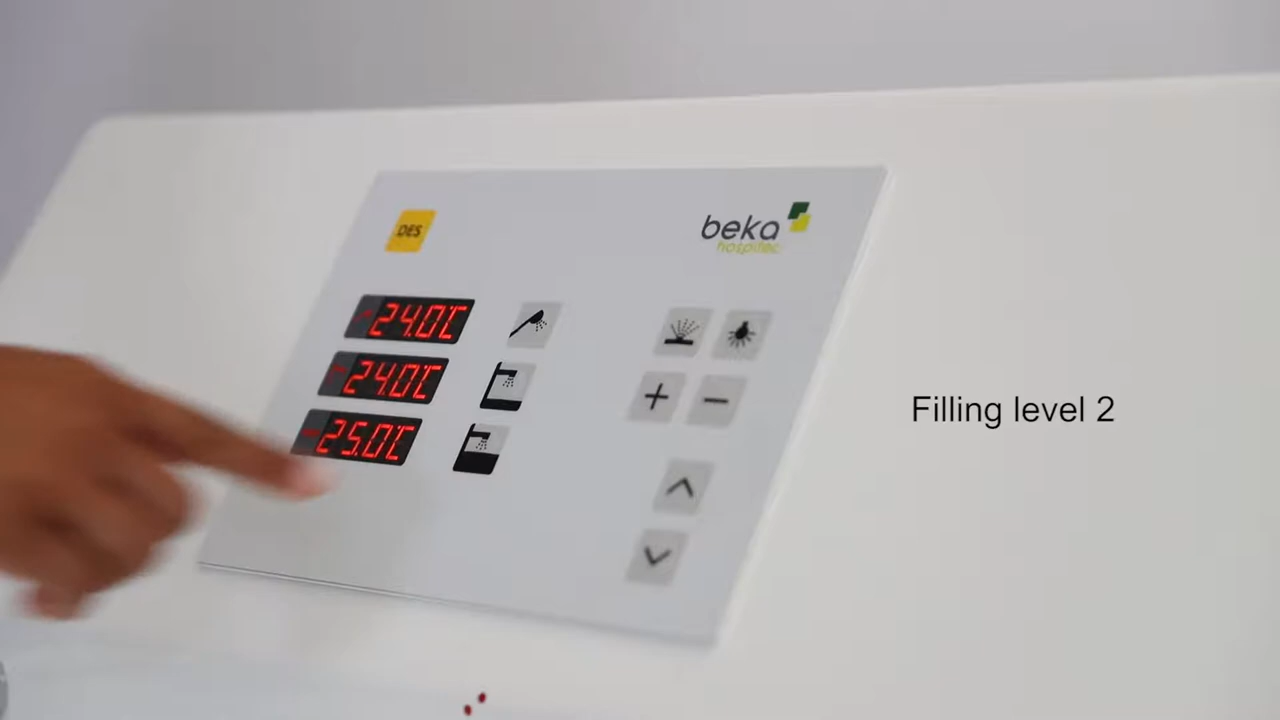 DES
beka
hospitec
24.0°C
24.0°C
25.0°C
+
−
Filling level 2